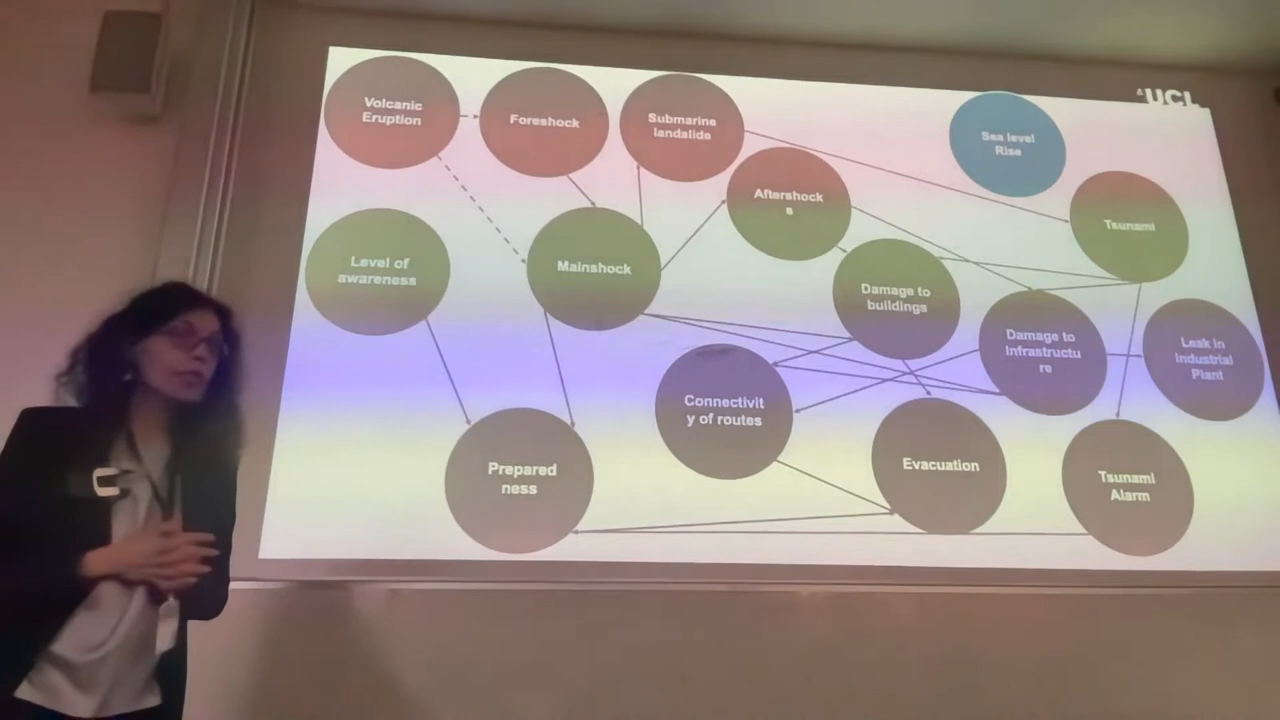 UCL
Volcanic
Eruption
Foreshock
Submarine
landslide
Sea level
Rise
Aftershock
s
Tsunami
Level of
awareness
Mainshock
Damage to
buildings
Damage to
Infrastructu
re
Leak in
Industrial
Plant
Connectivit
y of routes
Prepared
ness
Evacuation
Tsunami
Alarm